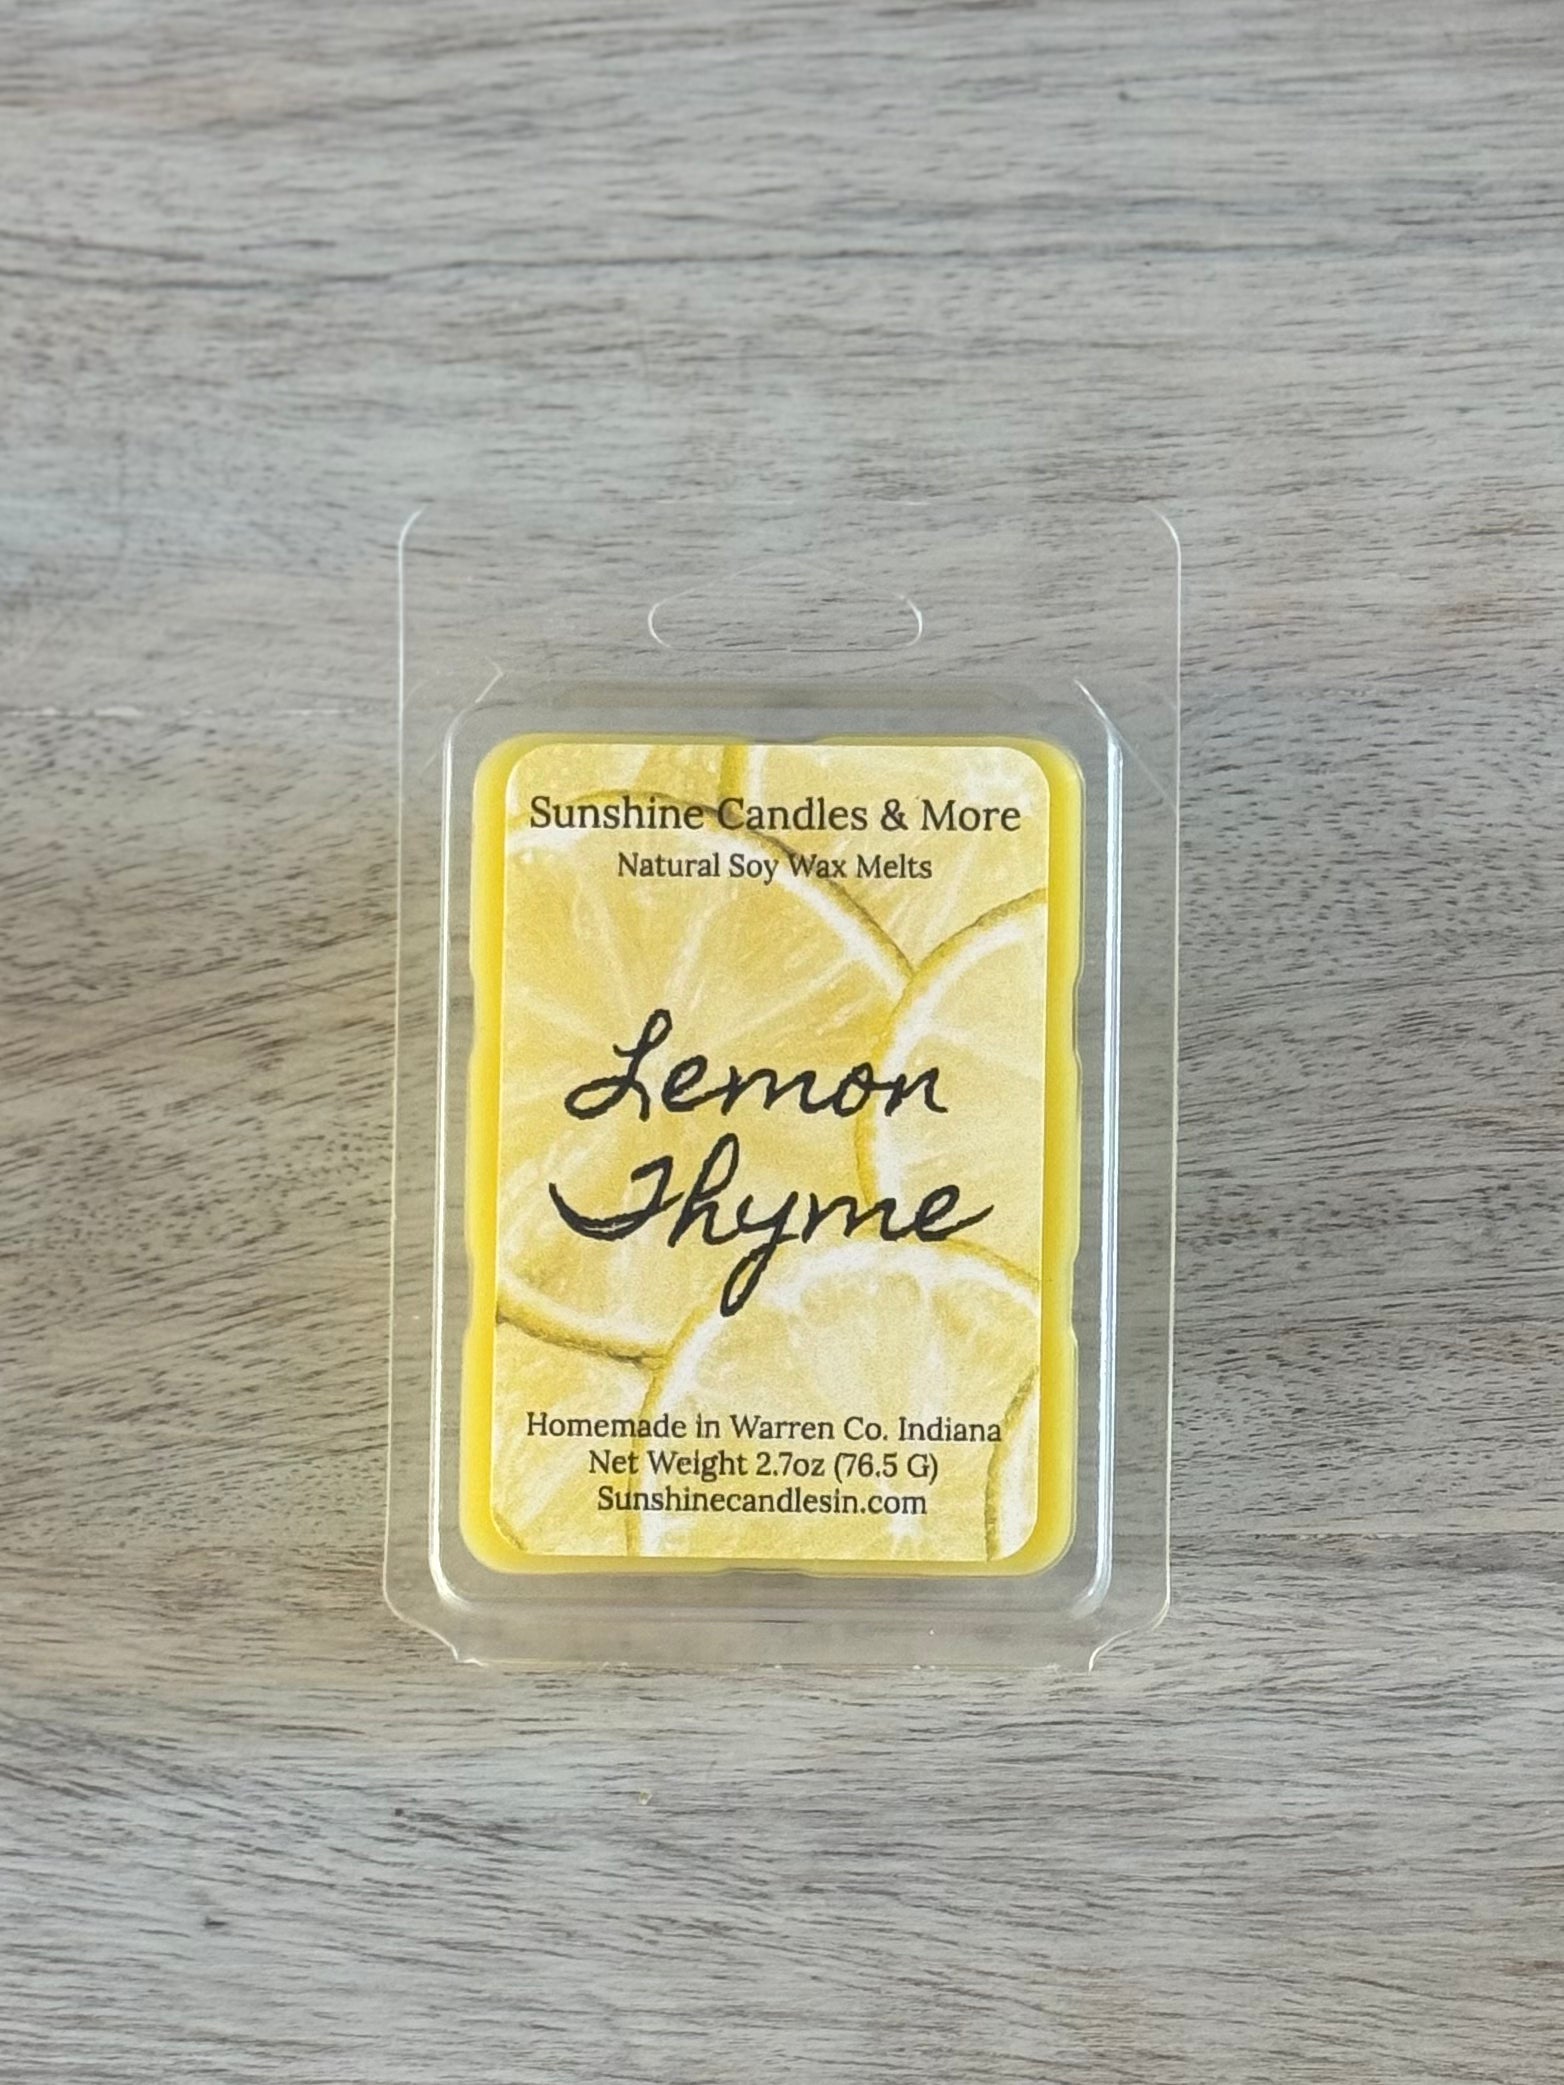 Sunshine Candles & More
Natural Soy Wax Melts
Lemon
Thyme
Homemade in Warren Co. Indiana
Net Weight 2.7oz (76.5 G)
Sunshinecandlesin.com